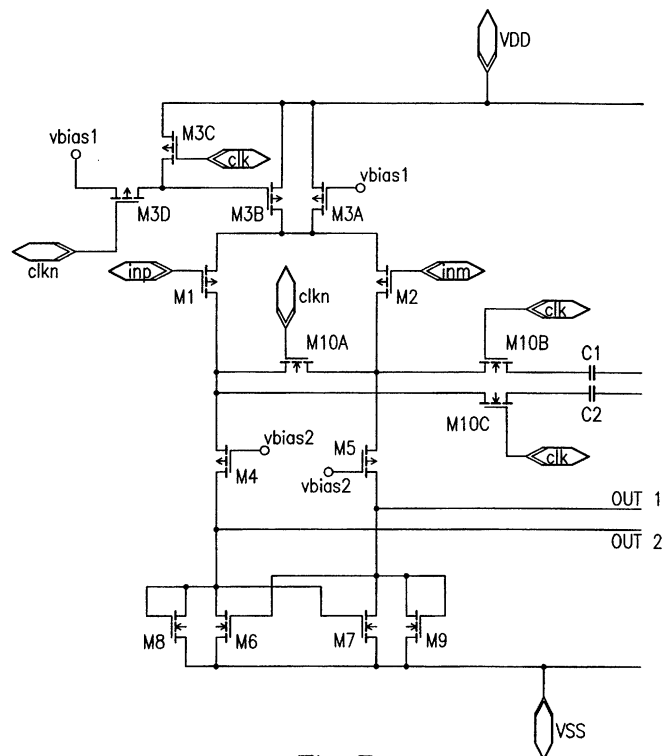 VDD
M3C
vbias1
clk
vbias1
M3D
M3B
M3A
clkn
inp
inm
clkn
M1
M2
clk
M10A
M10B
C1
M10C
C2
vbias2
M5
clk
M4
vbias2
OUT 1
OUT 2
M8
M6
M7
M9
VSS